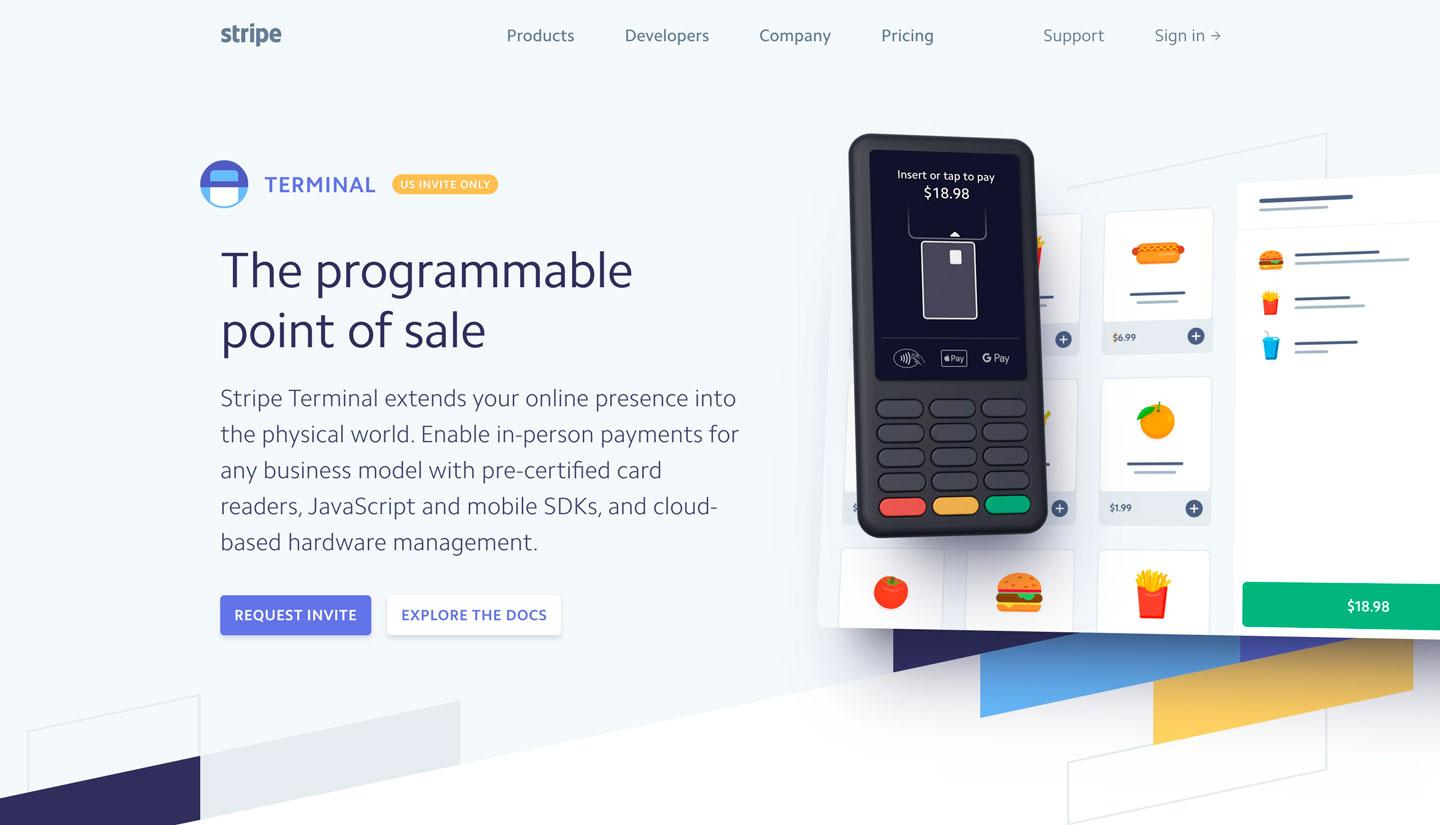 stripe
Products
Developers
Company
Pricing
Support
Sign in →
TERMINAL
US INVITE ONLY
The programmable
point of sale
Stripe Terminal extends your online presence into
the physical world. Enable in-person payments for
any business model with pre-certified card
readers, JavaScript and mobile SDKs, and cloud-
based hardware management.
REQUEST INVITE
EXPLORE THE DOCS
Insert or tap to pay
$18.98
Pay
G Pay
$6.99
$1.99
$
$18.98